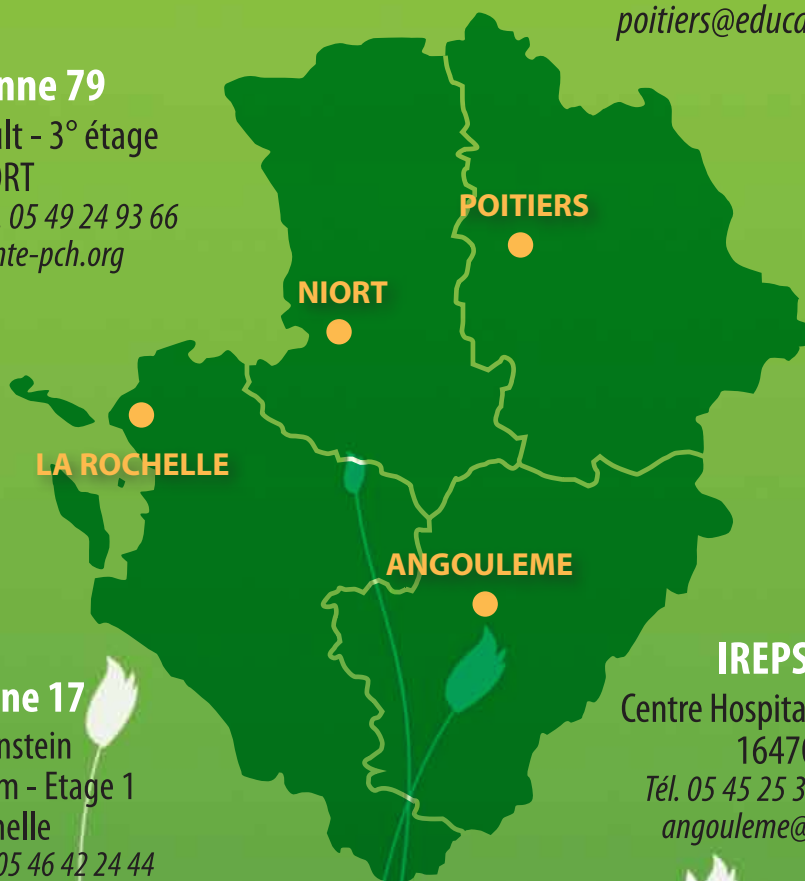 poitiers@educa
nne 79
ult - 3° étage
ORT
. 05 49 24 93 66
nte-pch.org
POITIERS
NIORT
LA ROCHELLE
ANGOULEME
ne 17
nstein
m - Etage 1
helle
05 46 42 24 44
IREPS
Centre Hospita
1647
Tél. 05 45 25 3
angouleme@